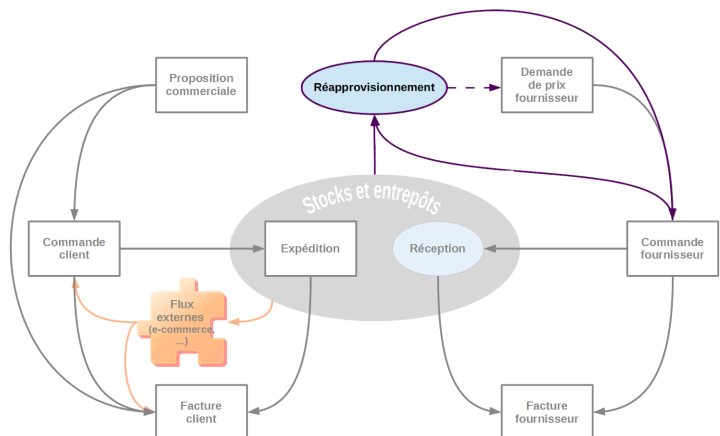 Proposition
commerciale
Réapprovisionnement
Demande
de prix
fournisseur
Stocks et entrepôts
Commande
client
Expédition
Réception
Commande
fournisseur
Flux
externes
(e-commerce,
...)
Facture
client
Facture
fournisseur